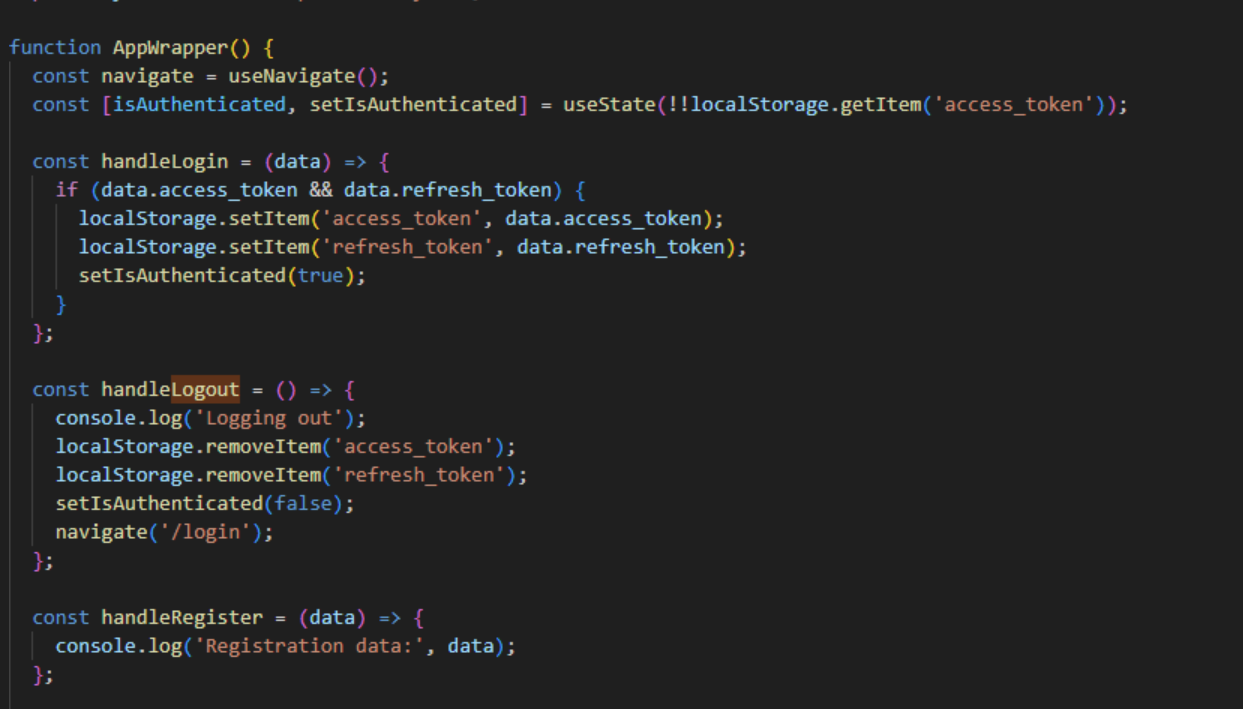 function AppWrapper() {
  const navigate = useNavigate();
  const [isAuthenticated, setIsAuthenticated] = useState(!!localStorage.getItem('access_token'));

  const handleLogin = (data) => {
    if (data.access_token && data.refresh_token) {
      localStorage.setItem('access_token', data.access_token);
      localStorage.setItem('refresh_token', data.refresh_token);
      setIsAuthenticated(true);
    }
  };

  const handleLogout = () => {
    console.log('Logging out');
    localStorage.removeItem('access_token');
    localStorage.removeItem('refresh_token');
    setIsAuthenticated(false);
    navigate('/login');
  };

  const handleRegister = (data) => {
    console.log('Registration data:', data);
  };